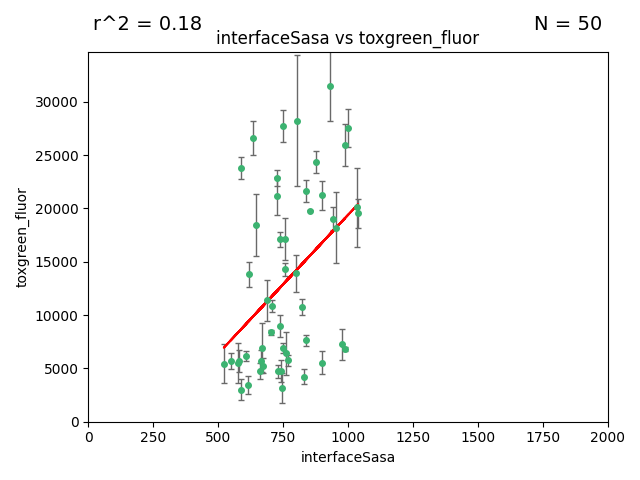 r^2 = 0.18
N = 50
interfaceSasa vs toxgreen_fluor
toxgreen_fluor
30000
25000
20000
15000
10000
5000
0
0 250 500 750 1000 1250 1500 1750 2000
interfaceSasa